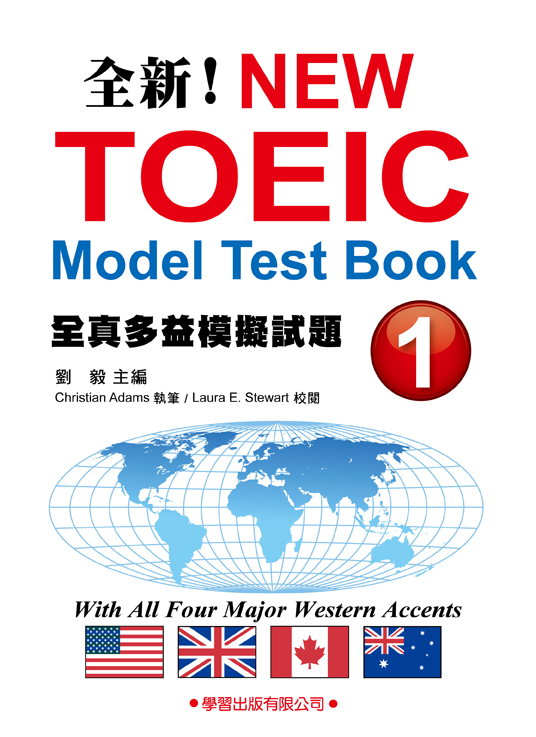 全新！NEW
TOEIC
Model Test Book
全真多益模擬試題 1
劉 毅 主編
Christian Adams 執筆 / Laura E. Stewart 校閱
With All Four Major Western Accents
●學習出版有限公司●